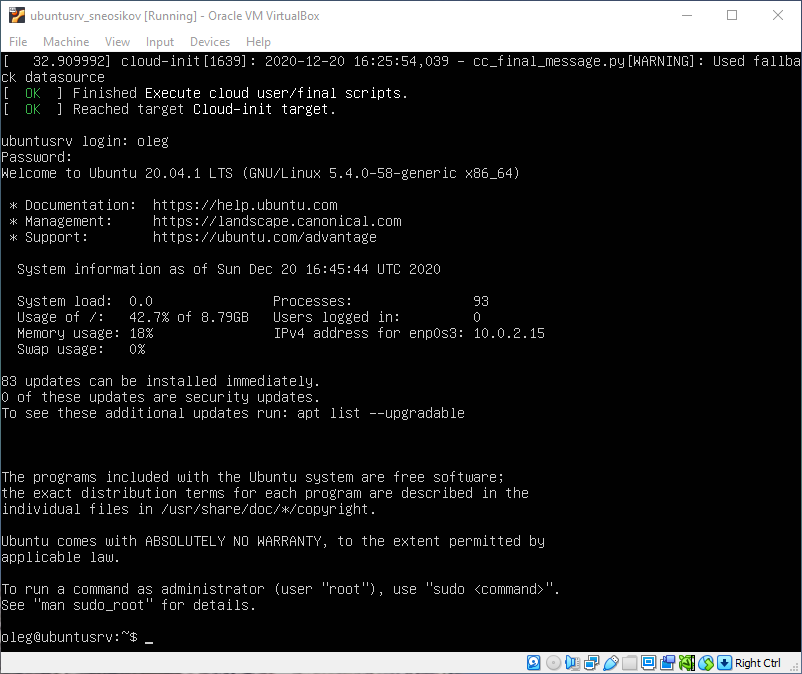 ubuntusrv_sneosikov [Running] - Oracle VM VirtualBox
File Machine View Input Devices Help
[   32.909992] cloud-init[1639]: 2020-12-20 16:25:54,039 - cc_final_message.py[WARNING]: Used fallba
ck datasource
[  OK  ] Finished Execute cloud user/final scripts.
[  OK  ] Reached target Cloud-init target.
ubuntusrv login: oleg
Password:
Welcome to Ubuntu 20.04.1 LTS (GNU/Linux 5.4.0-58-generic x86_64)
 * Documentation:  https://help.ubuntu.com
 * Management:     https://landscape.canonical.com
 * Support:        https://ubuntu.com/advantage
  System information as of Sun Dec 20 16:45:44 UTC 2020
  System load:  0.0               Processes:               93
  Usage of /:   42.7% of 8.79GB   Users logged in:         0
  Memory usage: 18%               IPv4 address for enp0s3: 10.0.2.15
  Swap usage:   0%
83 updates can be installed immediately.
0 of these updates are security updates.
To see these additional updates run: apt list --upgradable
The programs included with the Ubuntu system are free software;
the exact distribution terms for each program are described in the
individual files in /usr/share/doc/*/copyright.
Ubuntu comes with ABSOLUTELY NO WARRANTY, to the extent permitted by
applicable law.
To run a command as administrator (user "root"), use "sudo <command>".
See "man sudo_root" for details.
oleg@ubuntusrv:~$ _
Right Ctrl